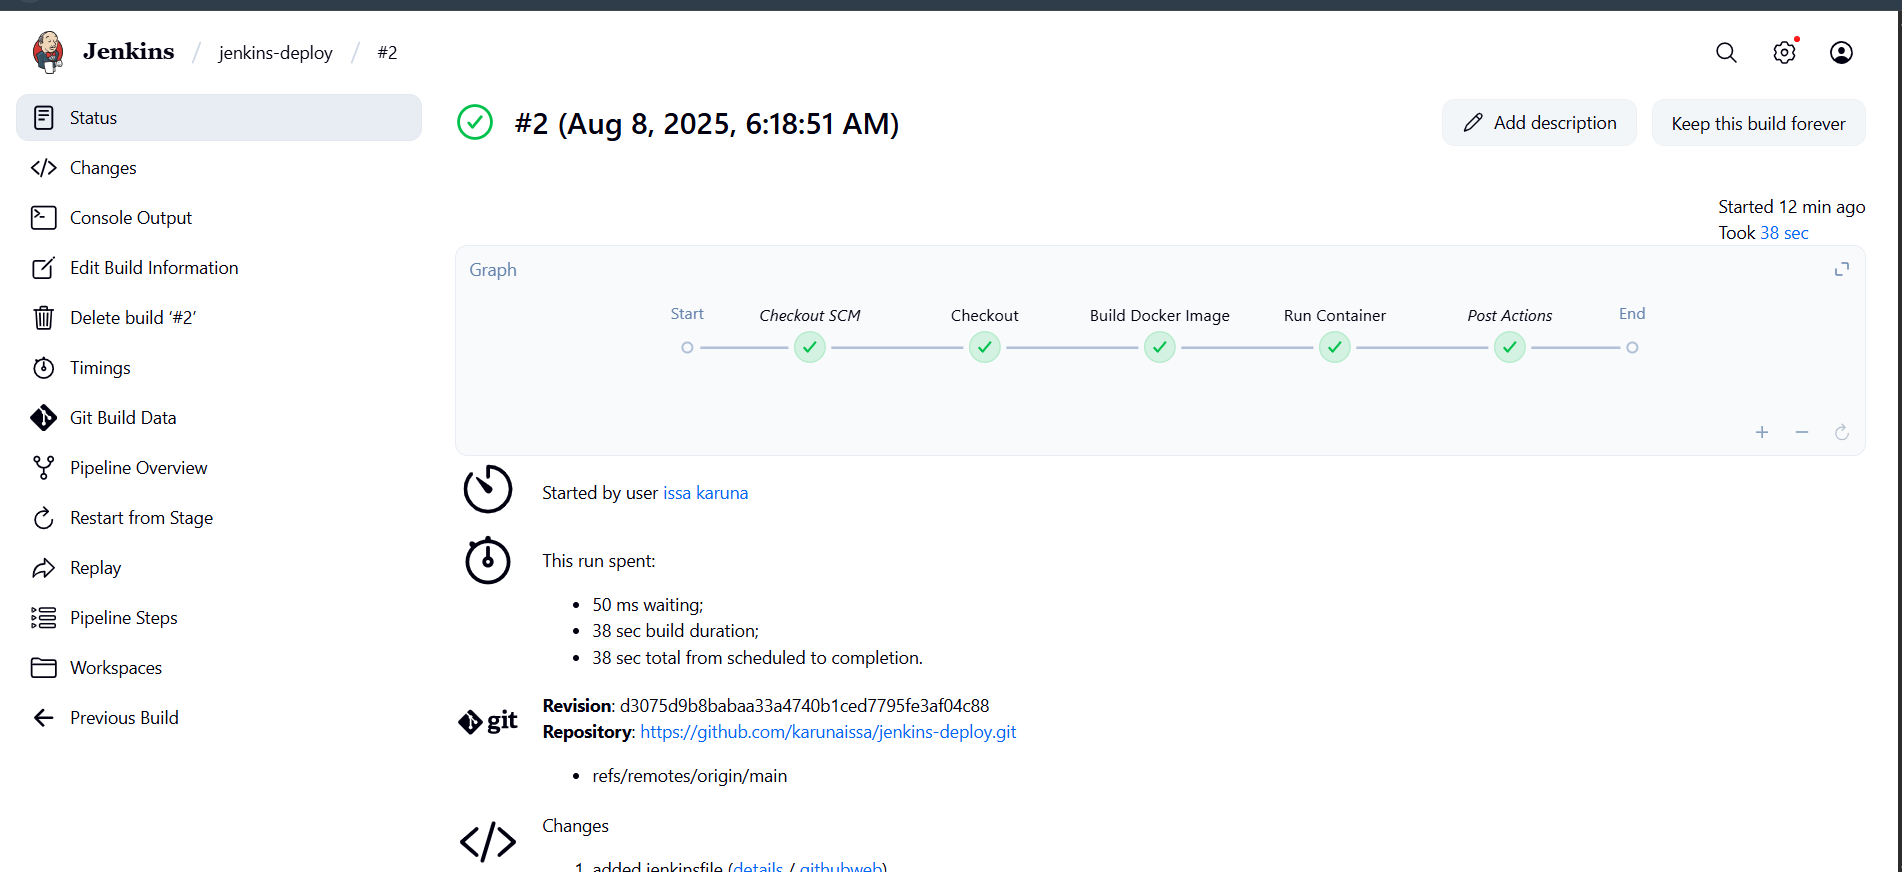 Jenkins / jenkins-deploy / #2
Status
Changes
Console Output
Edit Build Information
Delete build ‘#2’
Timings
Git Build Data
Pipeline Overview
Restart from Stage
Replay
Pipeline Steps
Workspaces
Previous Build
#2 (Aug 8, 2025, 6:18:51 AM)
Add description
Keep this build forever
Started 12 min ago
Took 38 sec
Graph
Start
Checkout SCM
Checkout
Build Docker Image
Run Container
Post Actions
End
Started by user issa karuna
This run spent:
• 50 ms waiting;
• 38 sec build duration;
• 38 sec total from scheduled to completion.
git
Revision: d3075d9b8babaa33a4740b1ced7795fe3af04c88
Repository: https://github.com/karunaissa/jenkins-deploy.git
• refs/remotes/origin/main
Changes
1. added jenkinsfile (details / githubweb)